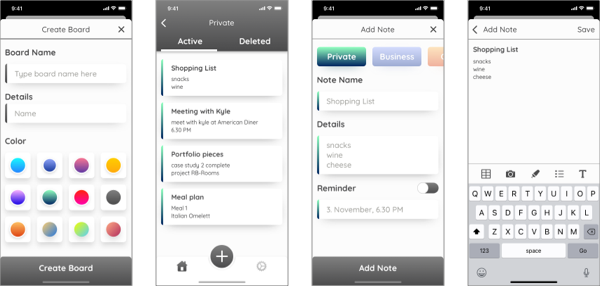 9:41
Create Board
Board Name
Type board name here
Details
Name
Color
Create Board
9:41
Private
Active
Deleted
Shopping List
snacks
wine
Meeting with Kyle
meet with kyle at American Diner
6.30 PM
Portfolio pieces
case study 2 complete
project RB-Rooms
Meal plan
Meal 1
Italian Omelett
9:41
Add Note
Private
Business
Note Name
Shopping List
Details
snacks
wine
cheese
Reminder
3. November, 6.30 PM
Add Note
9:41
Add Note
Save
Shopping List
snacks
wine
cheese
T
Q W E R T Y U I O P
A S D F G H J K L
Z X C V B N M
123
space
Go